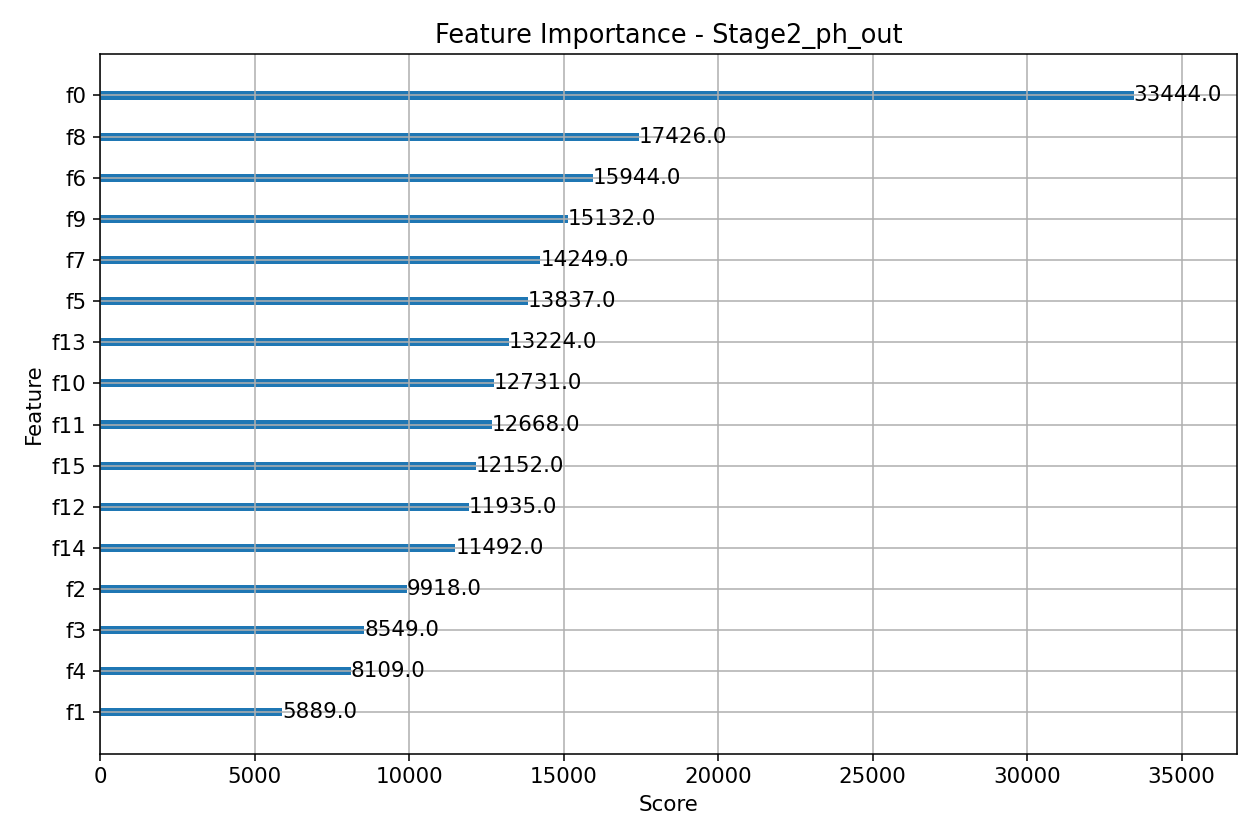 Feature Importance - Stage2_ph_out
f0 33444.0
f8 17426.0
f6 15944.0
f9 15132.0
f7 14249.0
f5 13837.0
f13 13224.0
f10 12731.0
f11 12668.0
f15 12152.0
f12 11935.0
f14 11492.0
f2 9918.0
f3 8549.0
f4 8109.0
f1 5889.0
Feature
0 5000 10000 15000 20000 25000 30000 35000
Score